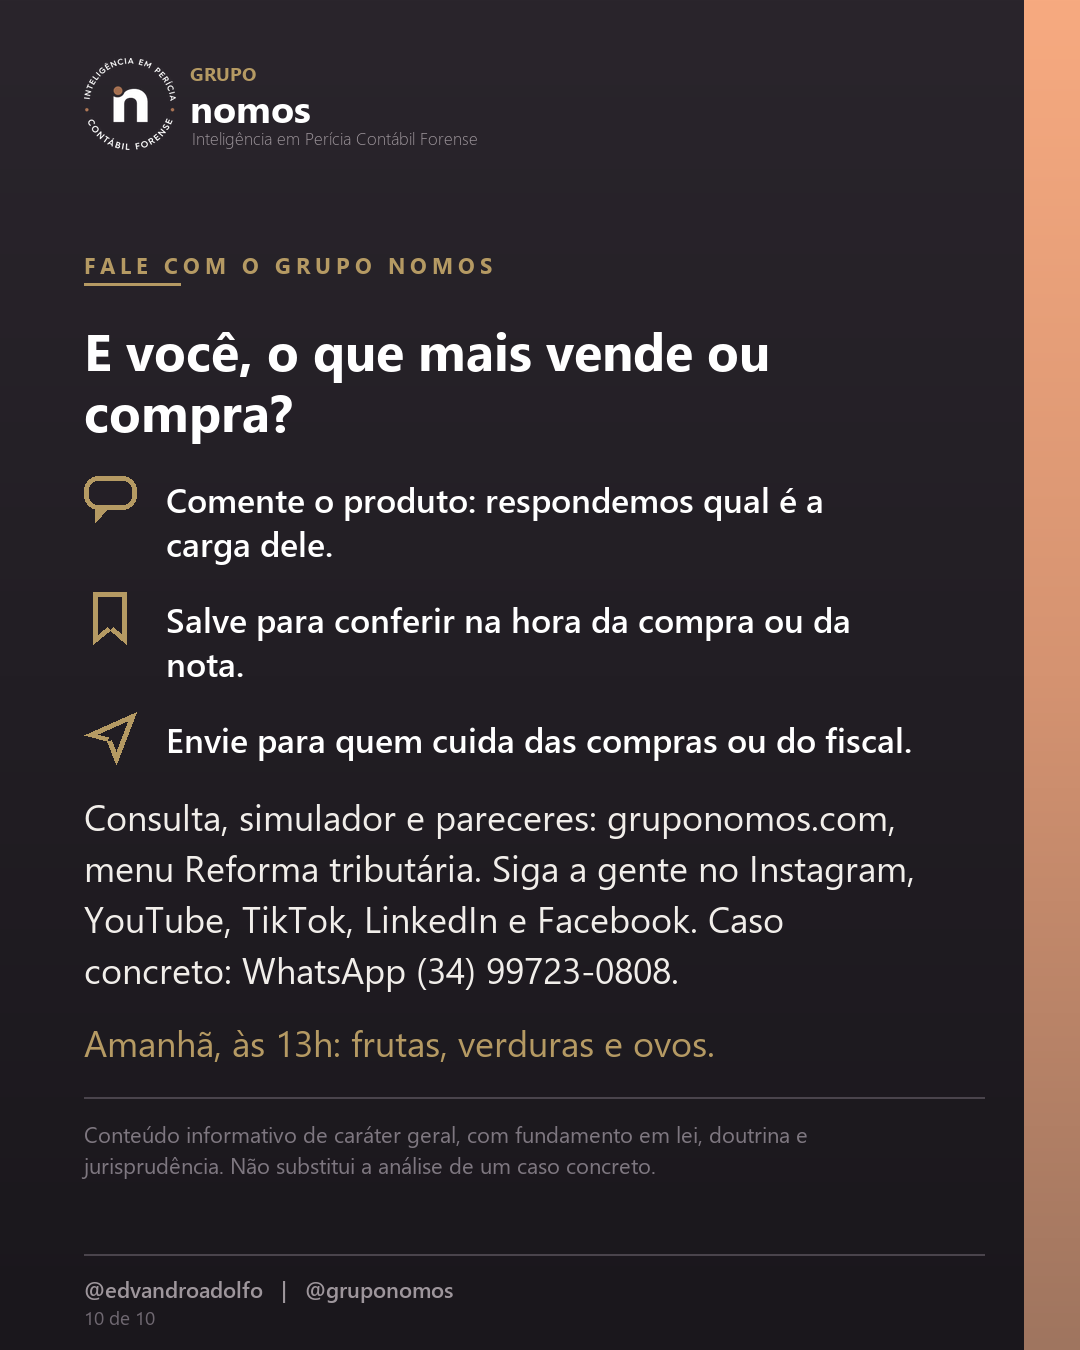 INTELIGÊNCIA EM PERÍCIA
CONTÁBIL FORENSE
n
GRUPO
nomos
Inteligência em Perícia Contábil Forense
FALE COM O GRUPO NOMOS
E você, o que mais vende ou
compra?
Comente o produto: respondemos qual é a
carga dele.
Salve para conferir na hora da compra ou da
nota.
Envie para quem cuida das compras ou do fiscal.
Consulta, simulador e pareceres: gruponomos.com,
menu Reforma tributária. Siga a gente no Instagram,
YouTube, TikTok, LinkedIn e Facebook. Caso
concreto: WhatsApp (34) 99723-0808.
Amanhã, às 13h: frutas, verduras e ovos.
Conteúdo informativo de caráter geral, com fundamento em lei, doutrina e
jurisprudência. Não substitui a análise de um caso concreto.
@edvandroadolfo | @gruponomos
10 de 10